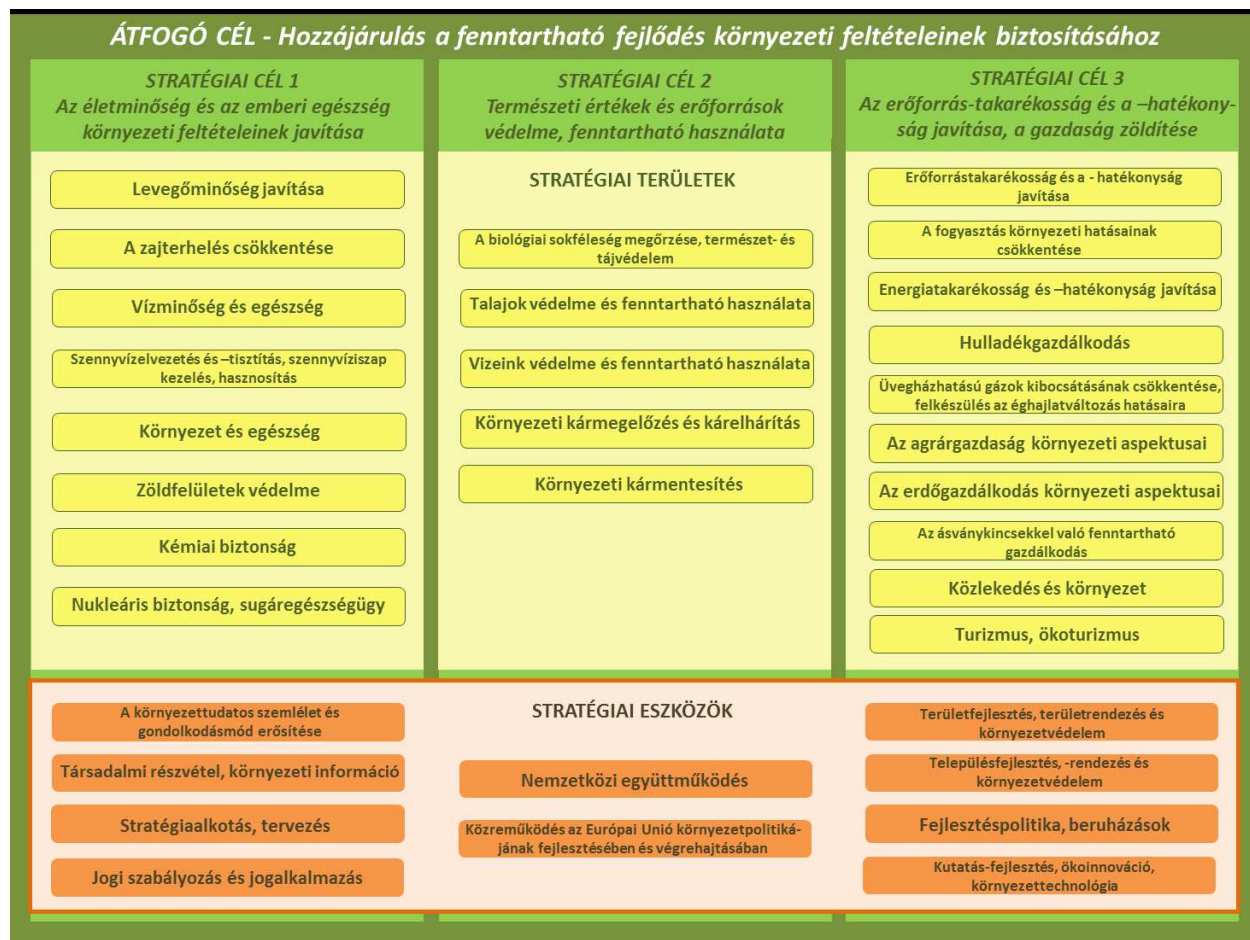 ÁTFOGÓ CÉL - Hozzájárulás a fenntartható fejlődés környezeti feltételeinek biztosításához
STRATÉGIAI CÉL 1
Az életminőség és az emberi egészség
környezeti feltételeinek javítása
Levegőminőség javítása
A zajterhelés csökkentése
Vízminőség és egészség
Szennyvízelvezetés és –tisztítás, szennyvíziszap
kezelés, hasznosítás
Környezet és egészség
Zöldfelületek védelme
Kémiai biztonság
Nukleáris biztonság, sugáregészségügy
STRATÉGIAI CÉL 2
Természeti értékek és erőforrások
védelme, fenntartható használata
STRATÉGIAI TERÜLETEK
A biológiai sokféleség megőrzése, természet- és
tájvédelem
Talajok védelme és fenntartható használata
Vizeink védelme és fenntartható használata
Környezeti kármegelőzés és kárelhárítás
Környezeti kármentesítés
STRATÉGIAI CÉL 3
Az erőforrás-takarékosság és a –hatékony-
ság javítása, a gazdaság zöldítése
Erőforrástakarékosság és a - hatékonyság
javítása
A fogyasztás környezeti hatásainak
csökkentése
Energiatakarékosság és –hatékonyság javítása
Hulladékgazdálkodás
Üvegházhatású gázok kibocsátásának csökkentése,
felkészülés az éghajlatváltozás hatásaira
Az agrárgazdaság környezeti aspektusai
Az erdőgazdálkodás környezeti aspektusai
Az ásványkincsekkel való fenntartható
gazdálkodás
Közlekedés és környezet
Turizmus, ökoturizmus
A környezettudatos szemlélet és
gondolkodásmód erősítése
Társadalmi részvétel, környezeti információ
Stratégiaalkotás, tervezés
Jogi szabályozás és jogalkalmazás
STRATÉGIAI ESZKÖZÖK
Nemzetközi együttműködés
Közreműködés az Európai Unió környezetpolitiká-
jának fejlesztésében és végrehajtásában
Területfejlesztés, területrendezés és
környezetvédelem
Településfejlesztés, -rendezés és
környezetvédelem
Fejlesztéspolitika, beruházások
Kutatás-fejlesztés, ökoinnováció,
környezettechnológia